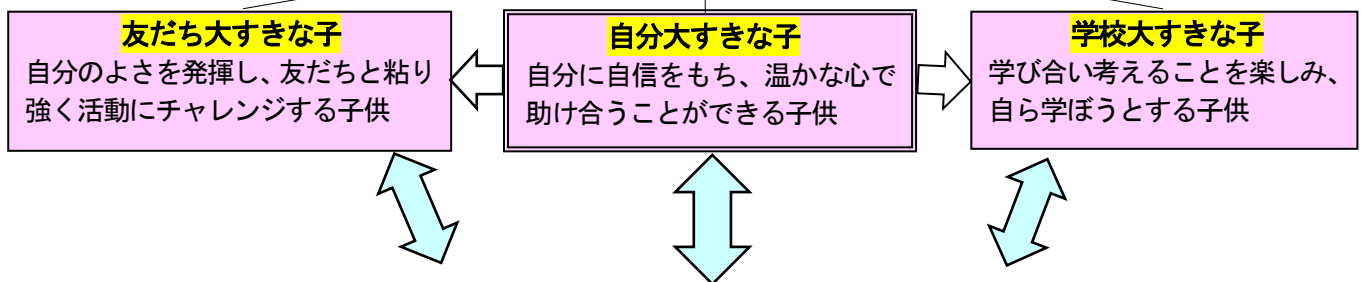 友だち大すきな子
自分のよさを発揮し、友だちと粘り
強く活動にチャレンジする子供
自分大すきな子
自分に自信をもち、温かな心で
助け合うことができる子供
学校大すきな子
学び合い考えることを楽しみ、
自ら学ぼうとする子供